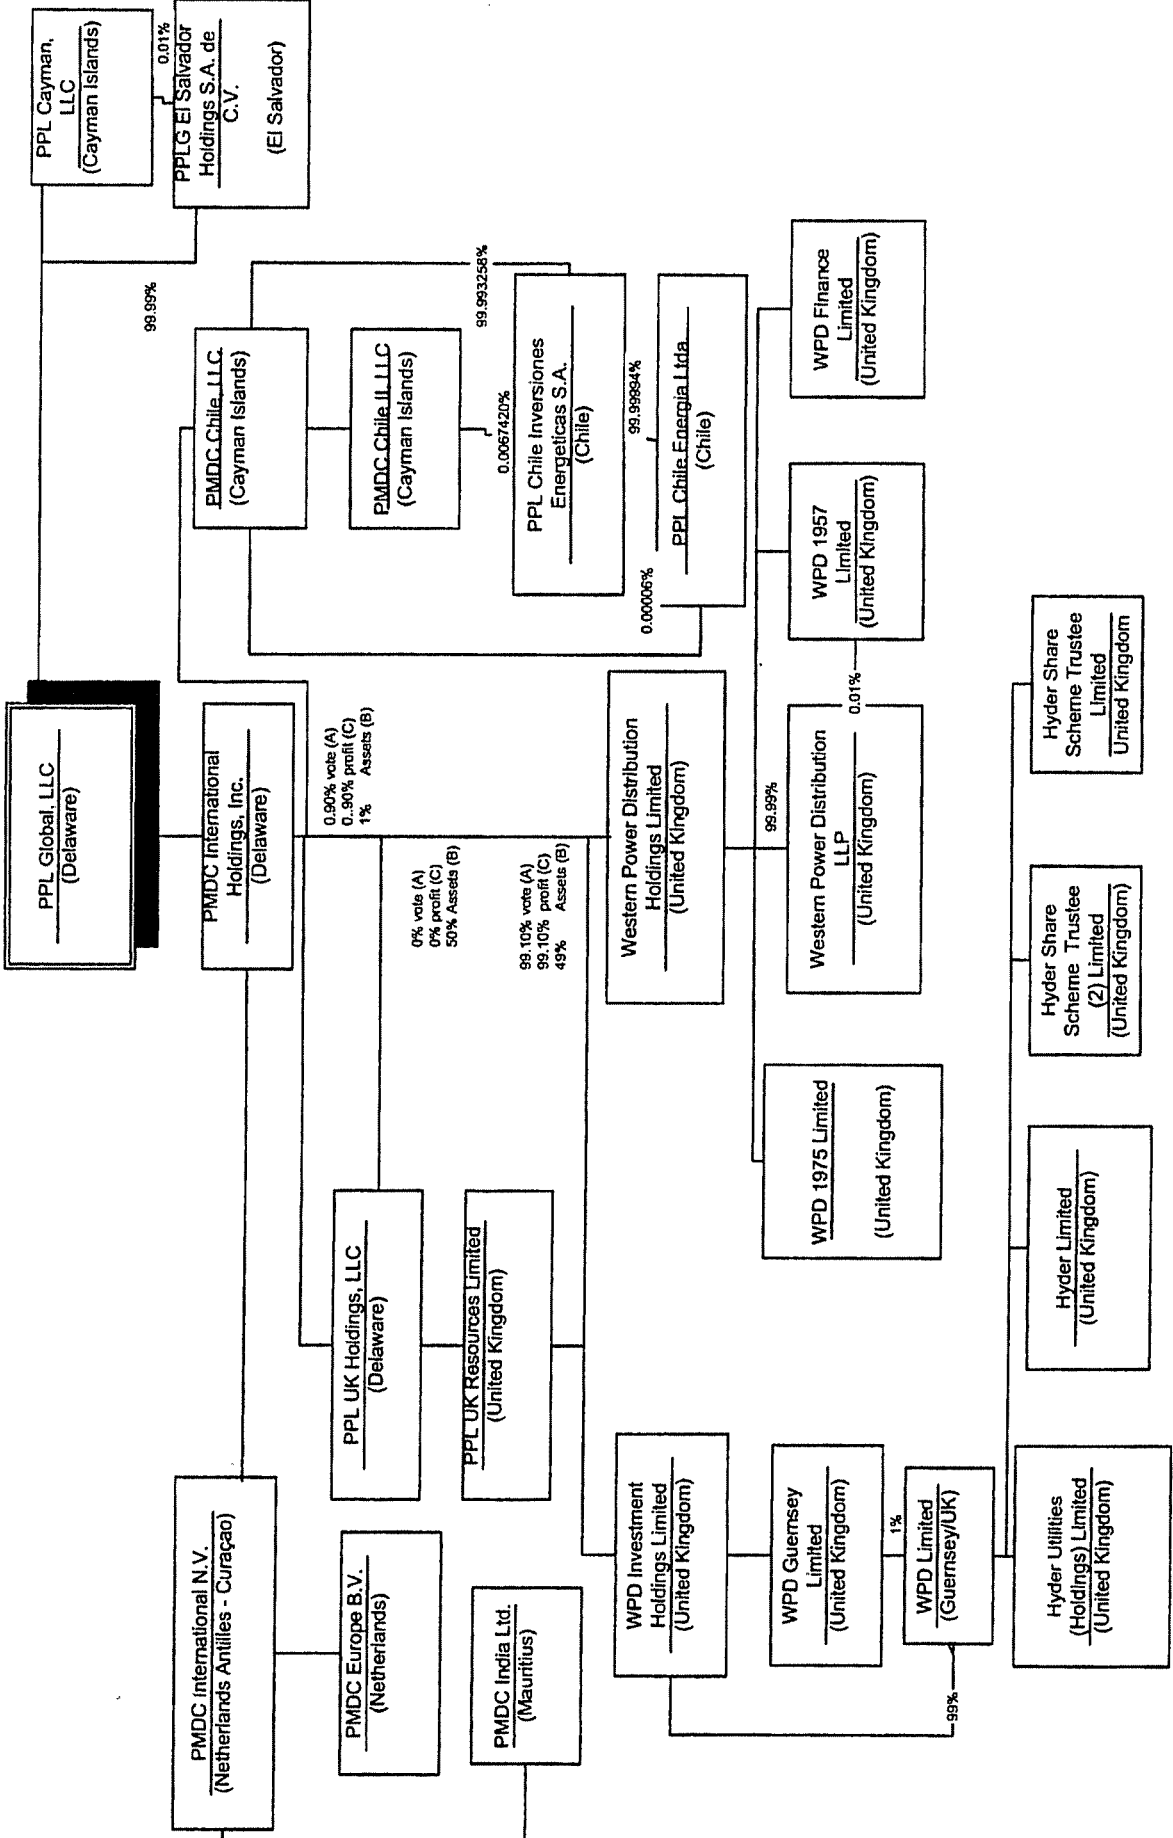 PPL Global, LLC
(Delaware)
PPL Cayman,
LLC
(Cayman Islands)
0.01%
PPLG El Salvador
Holdings S.A. de
C.V.
(El Salvador)
99.99%
PMDC International N.V.
(Netherlands Antilles - Curaçao)
PMDC International
Holdings, Inc.
(Delaware)
PMDC Chile, LLC
(Cayman Islands)
PMDC Europe B.V.
(Netherlands)
PPL UK Holdings, LLC
(Delaware)
0.90% vote (A)
0..90% profit (C)
1% Assets (B)
PMDC Chile II, LLC
(Cayman Islands)
0% vote (A)
0% profit (C)
50% Assets (B)
PMDC India Ltd.
(Mauritius)
PPL UK Resources Limited
(United Kingdom)
99.10% vote (A)
99.10% profit (C)
49% Assets (B)
0.0067420%
99.993258%
PPL Chile Inversiones
Energeticas S.A.
(Chile)
99.99994%
0.00006%
PPL Chile Energia Ltda.
(Chile)
WPD Investment
Holdings Limited
(United Kingdom)
Western Power Distribution
Holdings Limited
(United Kingdom)
99.99%
WPD Guernsey
Limited
(United Kingdom)
WPD 1975 Limited
(United Kingdom)
Western Power Distribution
LLP
(United Kingdom)
0.01%
WPD 1957
Limited
(United Kingdom)
WPD Finance
Limited
(United Kingdom)
1%
99%
WPD Limited
(Guernsey/UK)
Hyder Utilities
(Holdings) Limited
(United Kingdom)
Hyder Limited
(United Kingdom)
Hyder Share
Scheme Trustee
(2) Limited
(United Kingdom)
Hyder Share
Scheme Trustee
Limited
United Kingdom